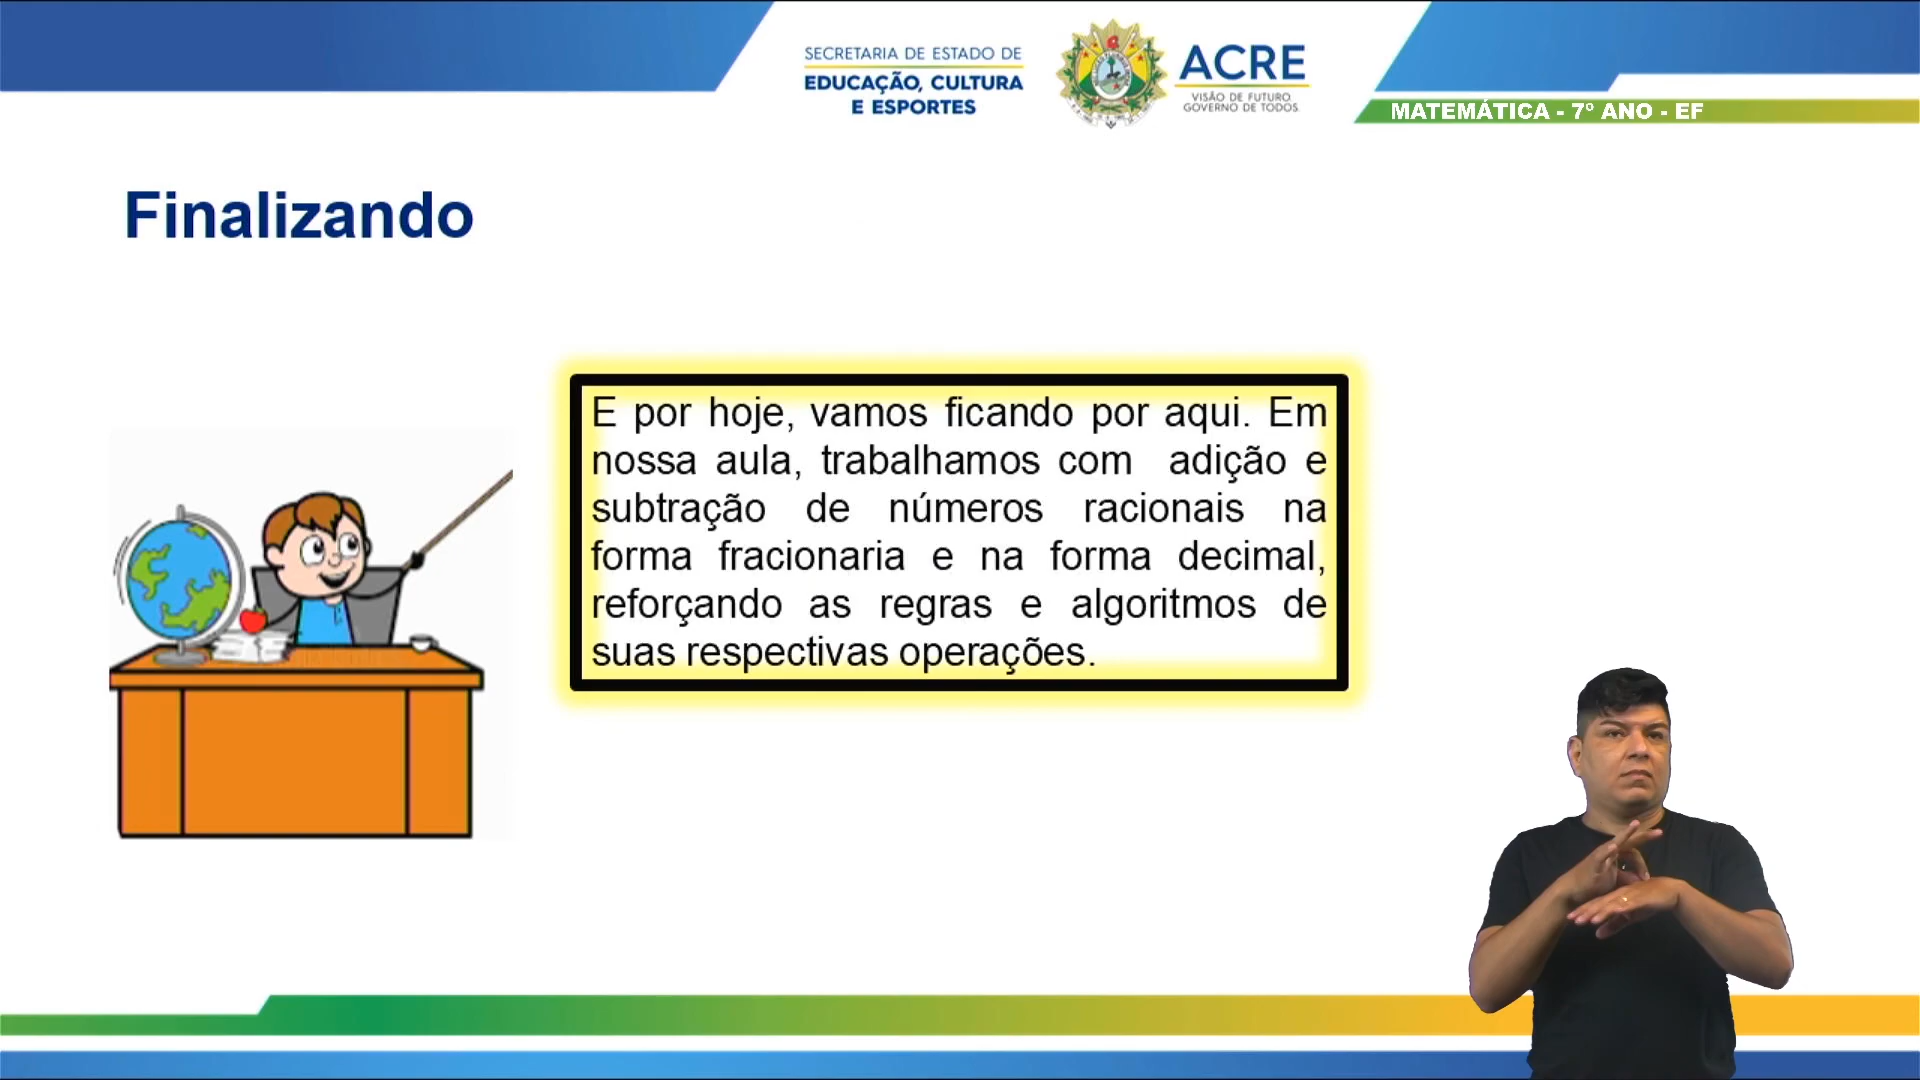 SECRETARIA DE ESTADO DE
EDUCAÇÃO, CULTURA
E ESPORTES
ACRE
VISÃO DE FUTURO.
GOVERNO DE TODOS.
MATEMÁTICA - 7º ANO - EF
Finalizando
E por hoje, vamos ficando por aqui. Em
nossa aula, trabalhamos com adição e
subtração de números racionais na
forma fracionaria e na forma decimal,
reforçando as regras e algoritmos de
suas respectivas operações.